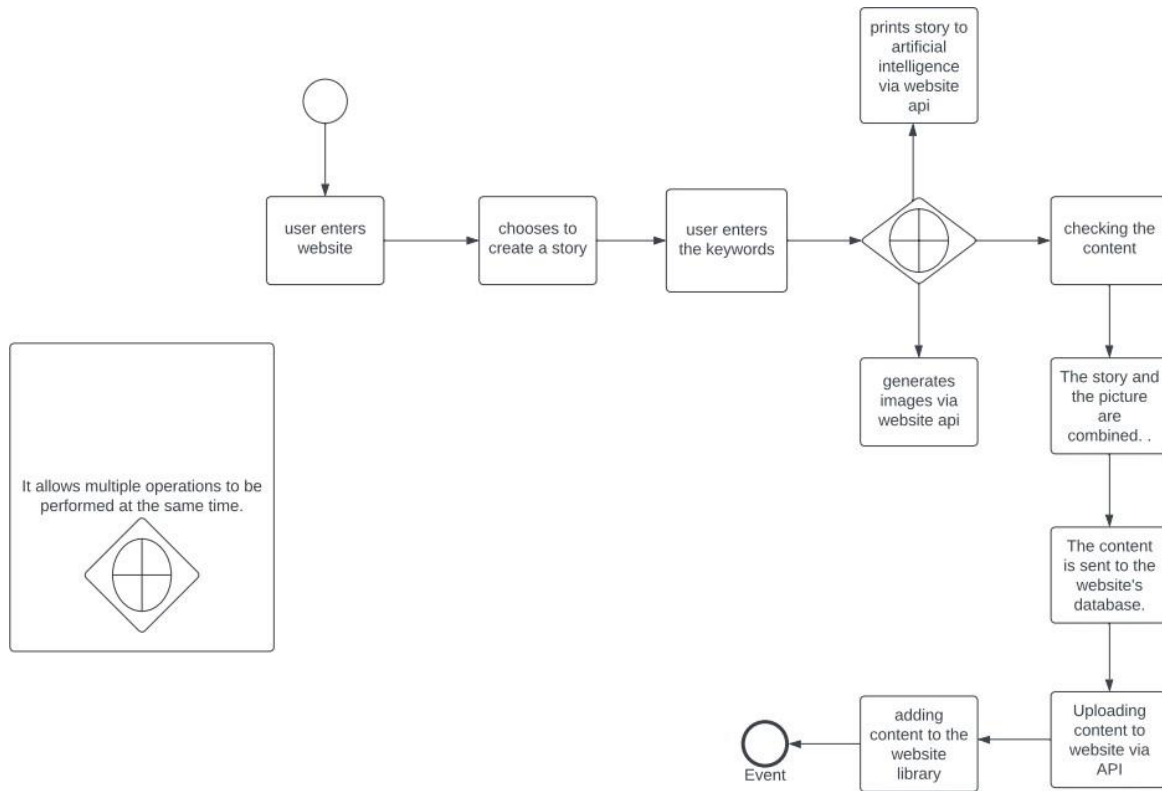 prints story to
artificial
intelligence
via website
api
user enters
website
chooses to
create a story
user enters
the keywords
checking the
content
generates
images via
website api
The story and
the picture
are
combined. .
It allows multiple operations to be
performed at the same time.
The content
is sent to the
website's
database.
Uploading
content to
website via
API
adding
content to the
website
library
Event